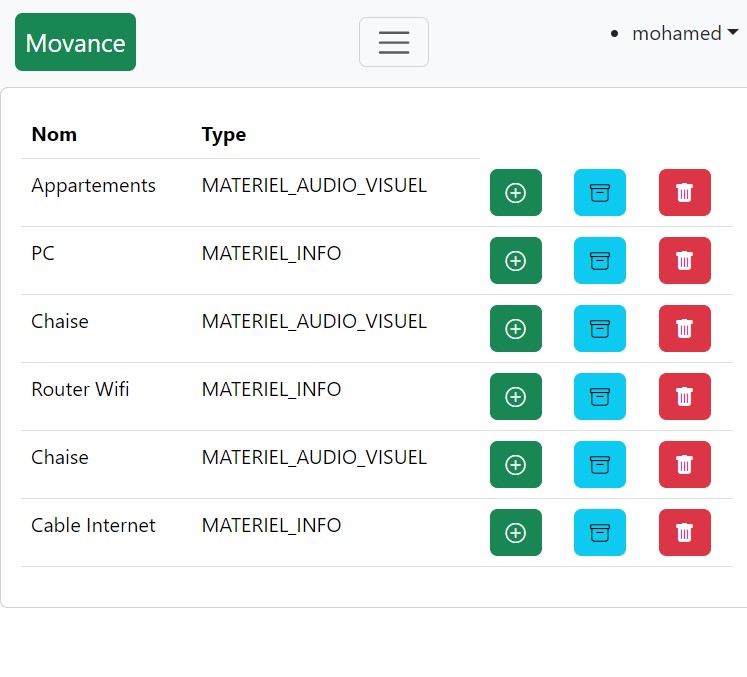 Movance
mohamed
Nom Type
Appartements MATERIEL_AUDIO_VISUEL
PC MATERIEL_INFO
Chaise MATERIEL_AUDIO_VISUEL
Router Wifi MATERIEL_INFO
Chaise MATERIEL_AUDIO_VISUEL
Cable Internet MATERIEL_INFO